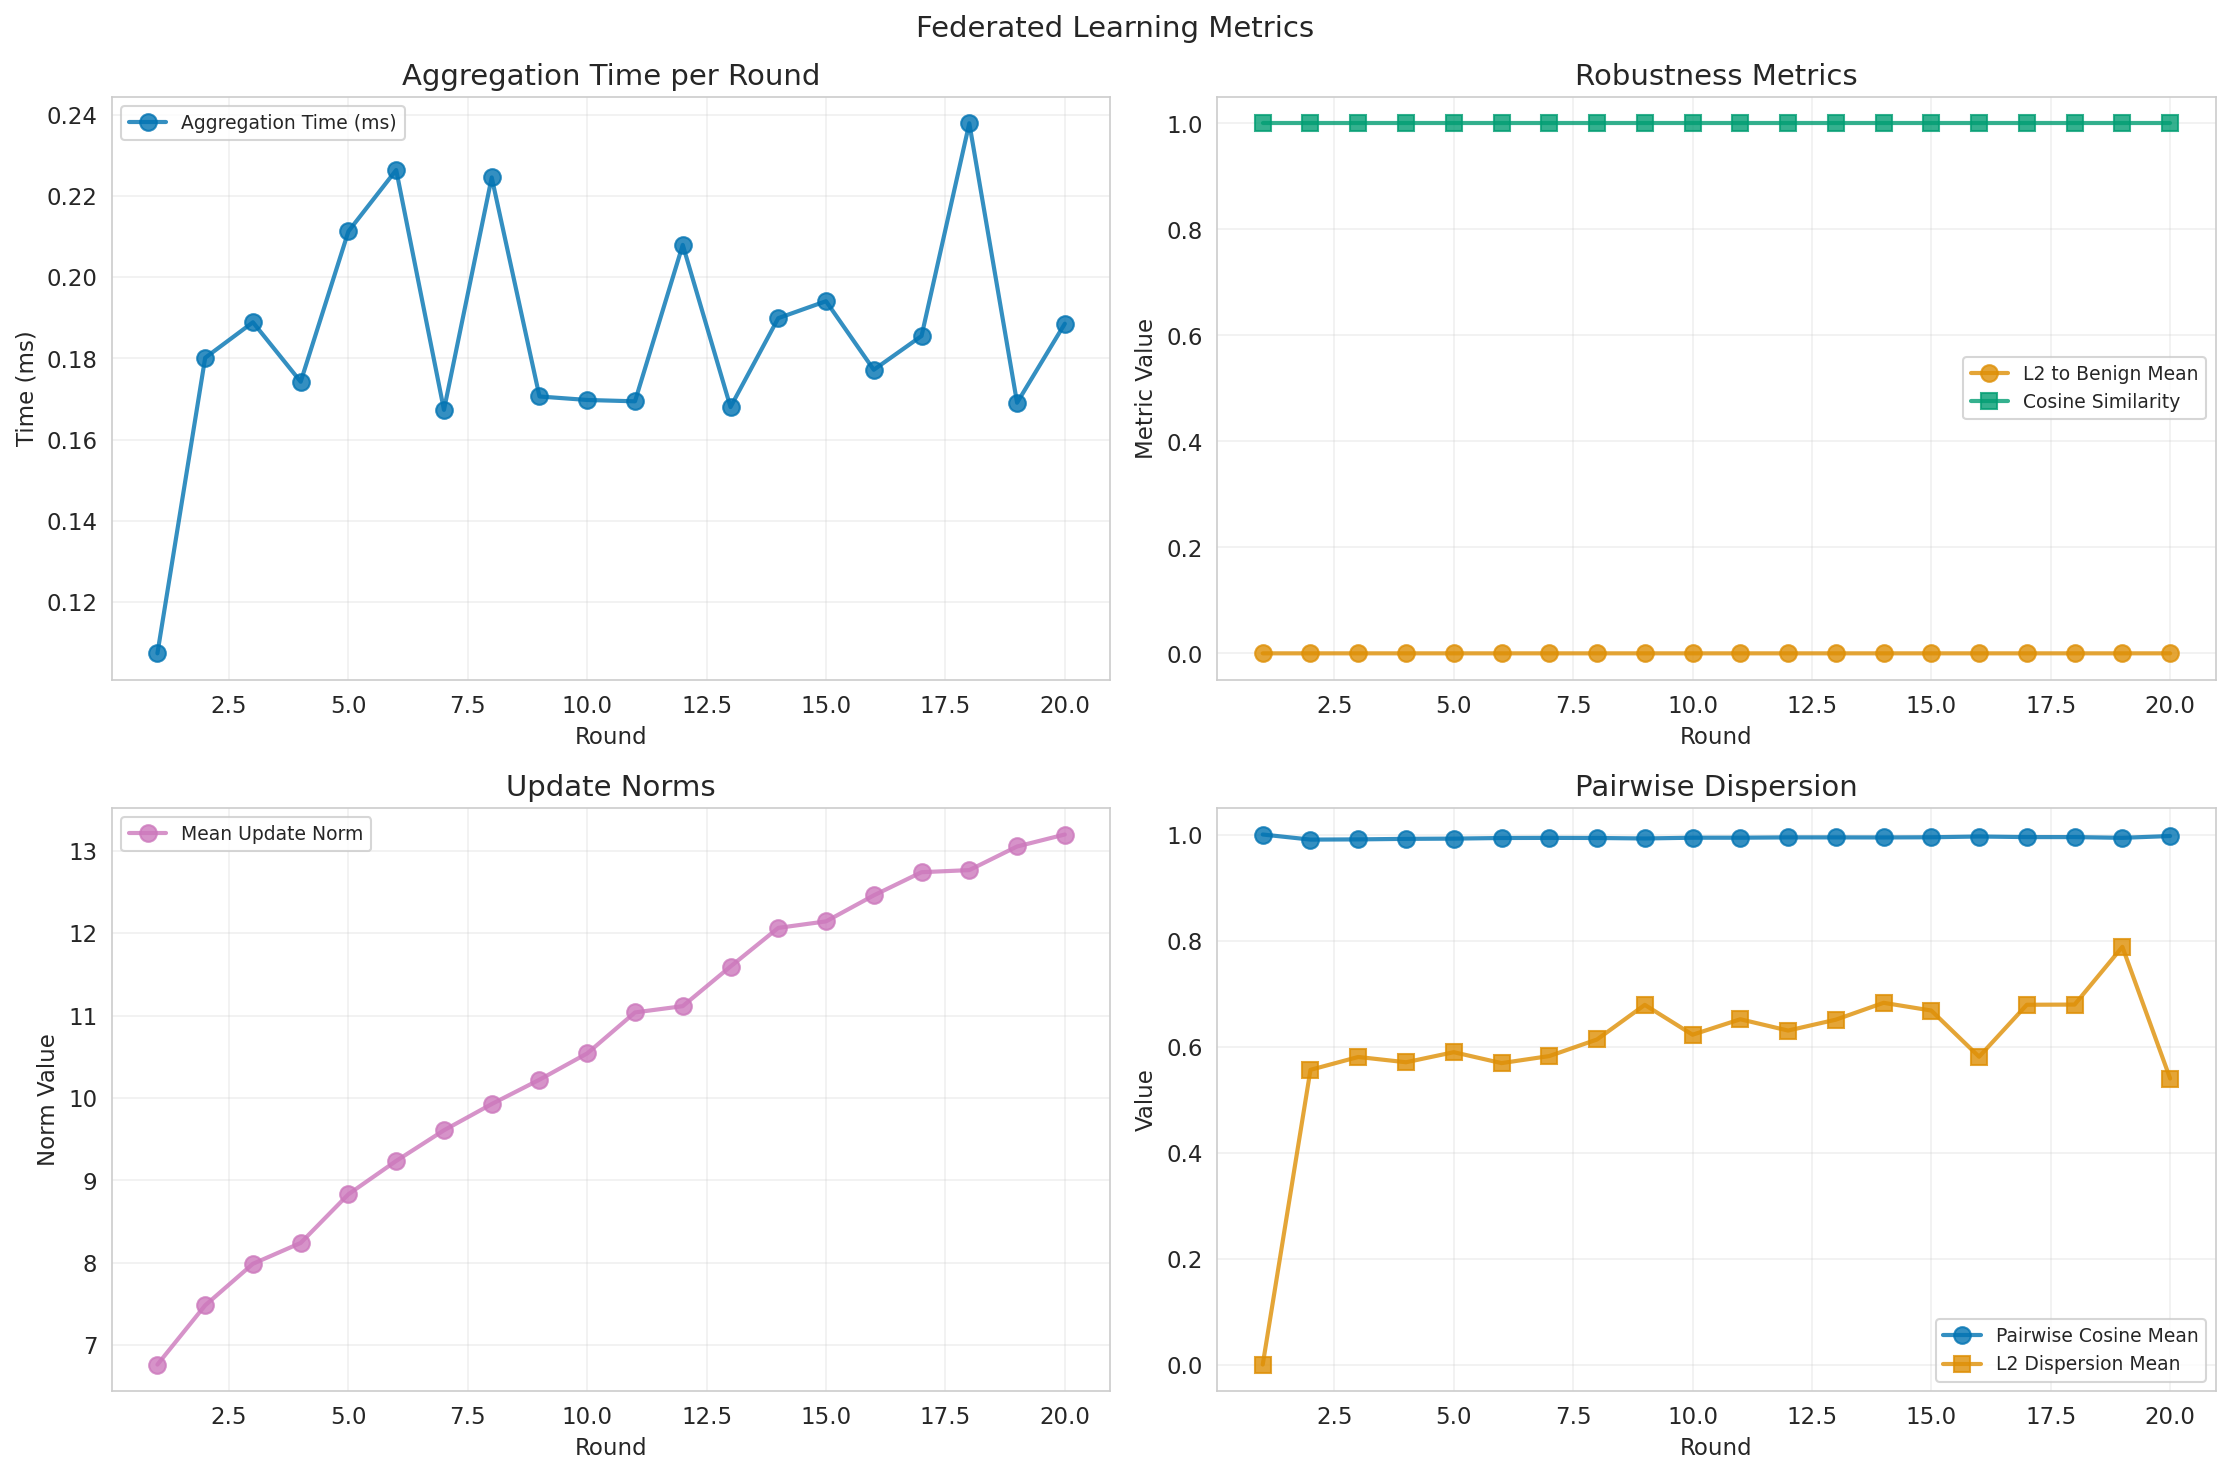 Federated Learning Metrics
Aggregation Time per Round
Aggregation Time (ms)
Time (ms)
0.24
0.22
0.20
0.18
0.16
0.14
0.12
2.5 5.0 7.5 10.0 12.5 15.0 17.5 20.0
Round
Robustness Metrics
Metric Value
1.0
0.8
0.6
0.4
0.2
0.0
L2 to Benign Mean
Cosine Similarity
2.5 5.0 7.5 10.0 12.5 15.0 17.5 20.0
Round
Update Norms
Mean Update Norm
Norm Value
13
12
11
10
9
8
7
2.5 5.0 7.5 10.0 12.5 15.0 17.5 20.0
Round
Pairwise Dispersion
Value
1.0
0.8
0.6
0.4
0.2
0.0
Pairwise Cosine Mean
L2 Dispersion Mean
2.5 5.0 7.5 10.0 12.5 15.0 17.5 20.0
Round